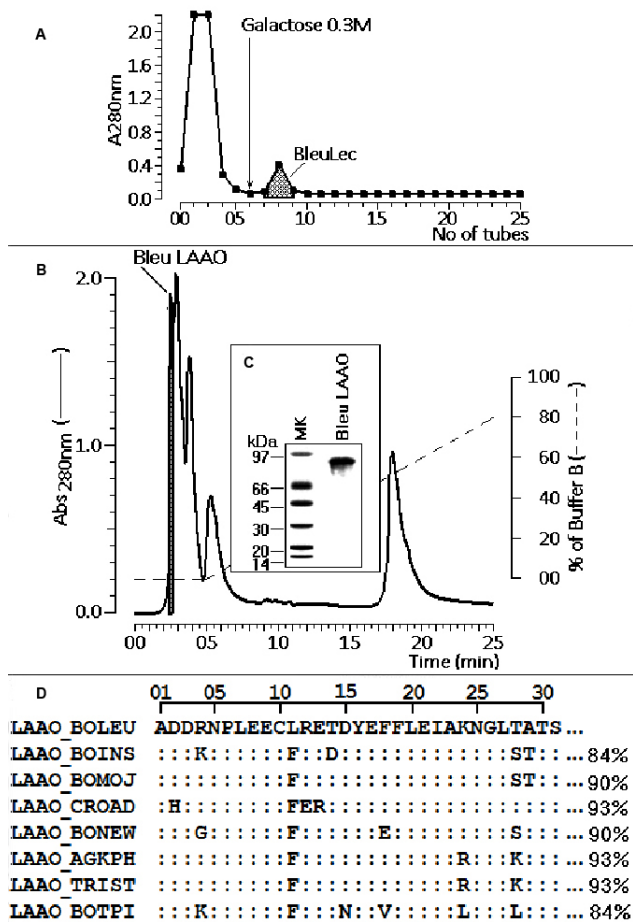 A
Galactose 0.3M
2.0
1.6
1.2
0.8
0.4
0.0
A280nm
BleuLec
00 05 10 15 20 25
No of tubes
B
Bleu LAAO
2.0
1.0
0.0
Abs 280nm (——)
C
MK
Bleu LAAO
kDa
97
66
45
30
20
14
100
80
60
40
20
00
% of Buffer B (-----)
00 05 10 15 20 25
Time (min)
D
01 05 10 15 20 25 30
LAAO_BOLEU ADDRNPLEECLRETDYEFFLEIAKNGLTATS ...
LAAO_BOINS :::K::::::F::D:::::::::::::ST:: ... 84%
LAAO_BOMOJ ::::::::::F::::::::::::::::ST:: ... 90%
LAAO_CROAD :H::::::::FER:::::::::::::::::: ... 93%
LAAO_BONEW :::G::::::F::::::E:::::::::S::: ... 90%
LAAO_AGKPH ::::::::::F::::::::::::R:::K::: ... 93%
LAAO_TRIST ::::::::::F::::::::::::R:::K::: ... 93%
LAAO_BOTPI :::K::::::F:::N::V:::::L:::L::: ... 84%